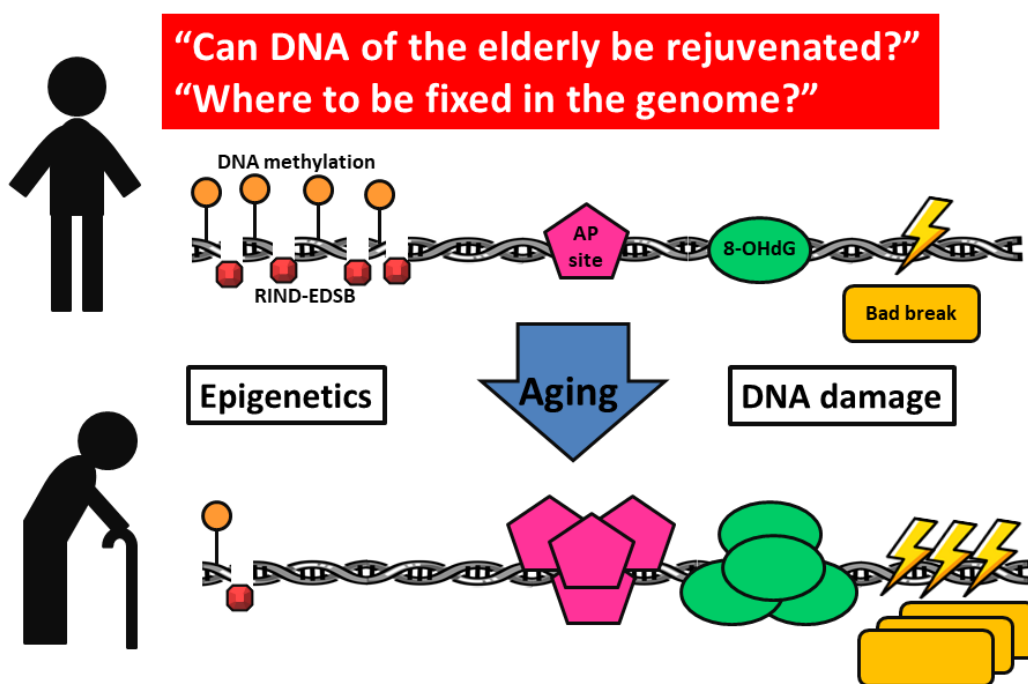 “Can DNA of the elderly be rejuvenated?”
“Where to be fixed in the genome?”
DNA methylation
AP
site
8-OHdG
RIND-EDSB
Bad break
Epigenetics
Aging
DNA damage